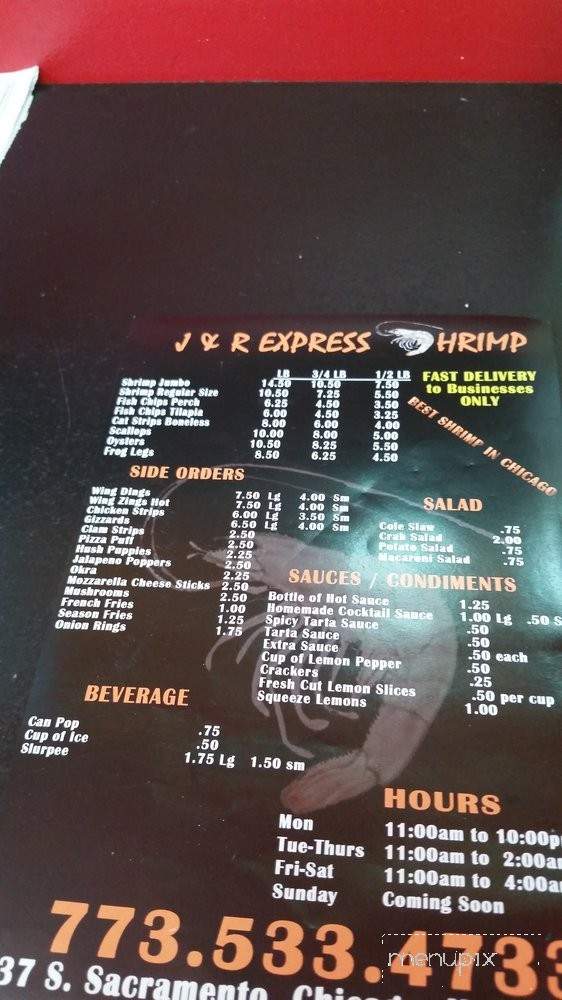 J & R EXPRESS HRIMP
FAST DELIVERY
to Businesses
ONLY
BEST SHRIMP IN CHICAGO
LB 3/4 LB 1/2 LB
Shrimp Jumbo 14.50 10.50 7.50
Shrimp Regular Size 10.50 7.25 5.50
Fish Chips Perch 6.25 4.50 3.50
Fish Chips Tilapia 6.00 4.50 3.25
Cat Strips Boneless 8.00 6.00 4.00
Scallops 10.00 8.00 5.00
Oysters 10.50 8.25 5.50
Frog Legs 8.50 6.25 4.50
SIDE ORDERS
Wing Dings 7.50 Lg 4.00 Sm
Wing Zings Hot 7.50 Lg 4.00 Sm
Chicken Strips 6.00 Lg 3.50 Sm
Gizzards 6.50 Lg 4.00 Sm
Clam Strips 2.50
Pizza Puff 2.50
Hush Puppies 2.25
Jalapeno Poppers 2.50
Okra 2.25
Mozzarella Cheese Sticks 2.50
Mushrooms 2.50
French Fries 1.00
Season Fries 1.25
Onion Rings 1.75
SALAD
Cole Slaw .75
Crab Salad 2.00
Potato Salad .75
Macaroni Salad .75
SAUCES / CONDIMENTS
Bottle of Hot Sauce 1.25
Homemade Cocktail Sauce 1.00 Lg .50 S
Spicy Tarta Sauce .50
Tarta Sauce .50
Extra Sauce .50 each
Cup of Lemon Pepper .50
Crackers .25
Fresh Cut Lemon Slices .50 per cup
Squeeze Lemons 1.00
BEVERAGE
Can Pop .75
Cup of Ice .50
Slurpee 1.75 Lg 1.50 sm
HOURS
Mon 11:00am to 10:00p
Tue-Thurs 11:00am to 2:00a
Fri-Sat 11:00am to 4:00a
Sunday Coming Soon
773.533.4733
37 S. Sacramento, Chicago
menupix